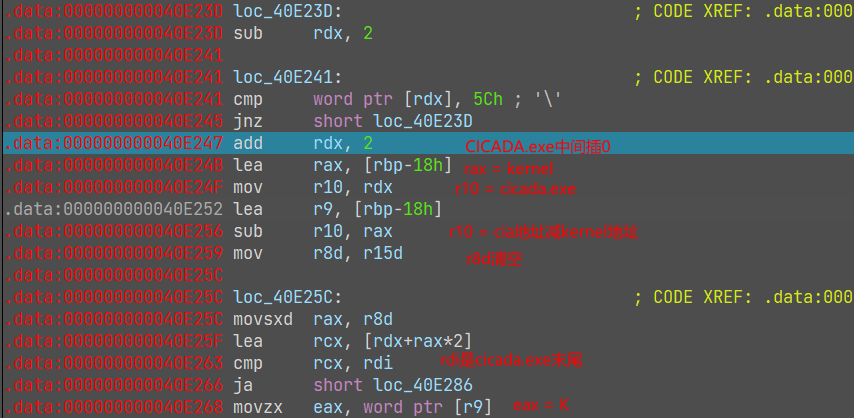 .data:000000000040E23D loc_40E23D: ; CODE XREF: .data:000
.data:000000000040E23D sub rdx, 2
.data:000000000040E241
.data:000000000040E241 loc_40E241: ; CODE XREF: .data:000
.data:000000000040E241 cmp word ptr [rdx], 5Ch ; '\'
.data:000000000040E245 jnz short loc_40E23D
.data:000000000040E247 add rdx, 2 CICADA.exe中间插0
.data:000000000040E24B lea rax, [rbp-18h] rax = kernel
.data:000000000040E24F mov r10, rdx r10 = cicada.exe
.data:000000000040E252 lea r9, [rbp-18h]
.data:000000000040E256 sub r10, rax r10 = cia地址减kernel地址
.data:000000000040E259 mov r8d, r15d r8d清空
.data:000000000040E25C
.data:000000000040E25C loc_40E25C: ; CODE XREF: .data:000
.data:000000000040E25C movsxd rax, r8d
.data:000000000040E25F lea rcx, [rdx+rax*2]
.data:000000000040E263 cmp rcx, rdi rdi是cicada.exe末尾
.data:000000000040E266 ja short loc_40E286
.data:000000000040E268 movzx eax, word ptr [r9] eax = K